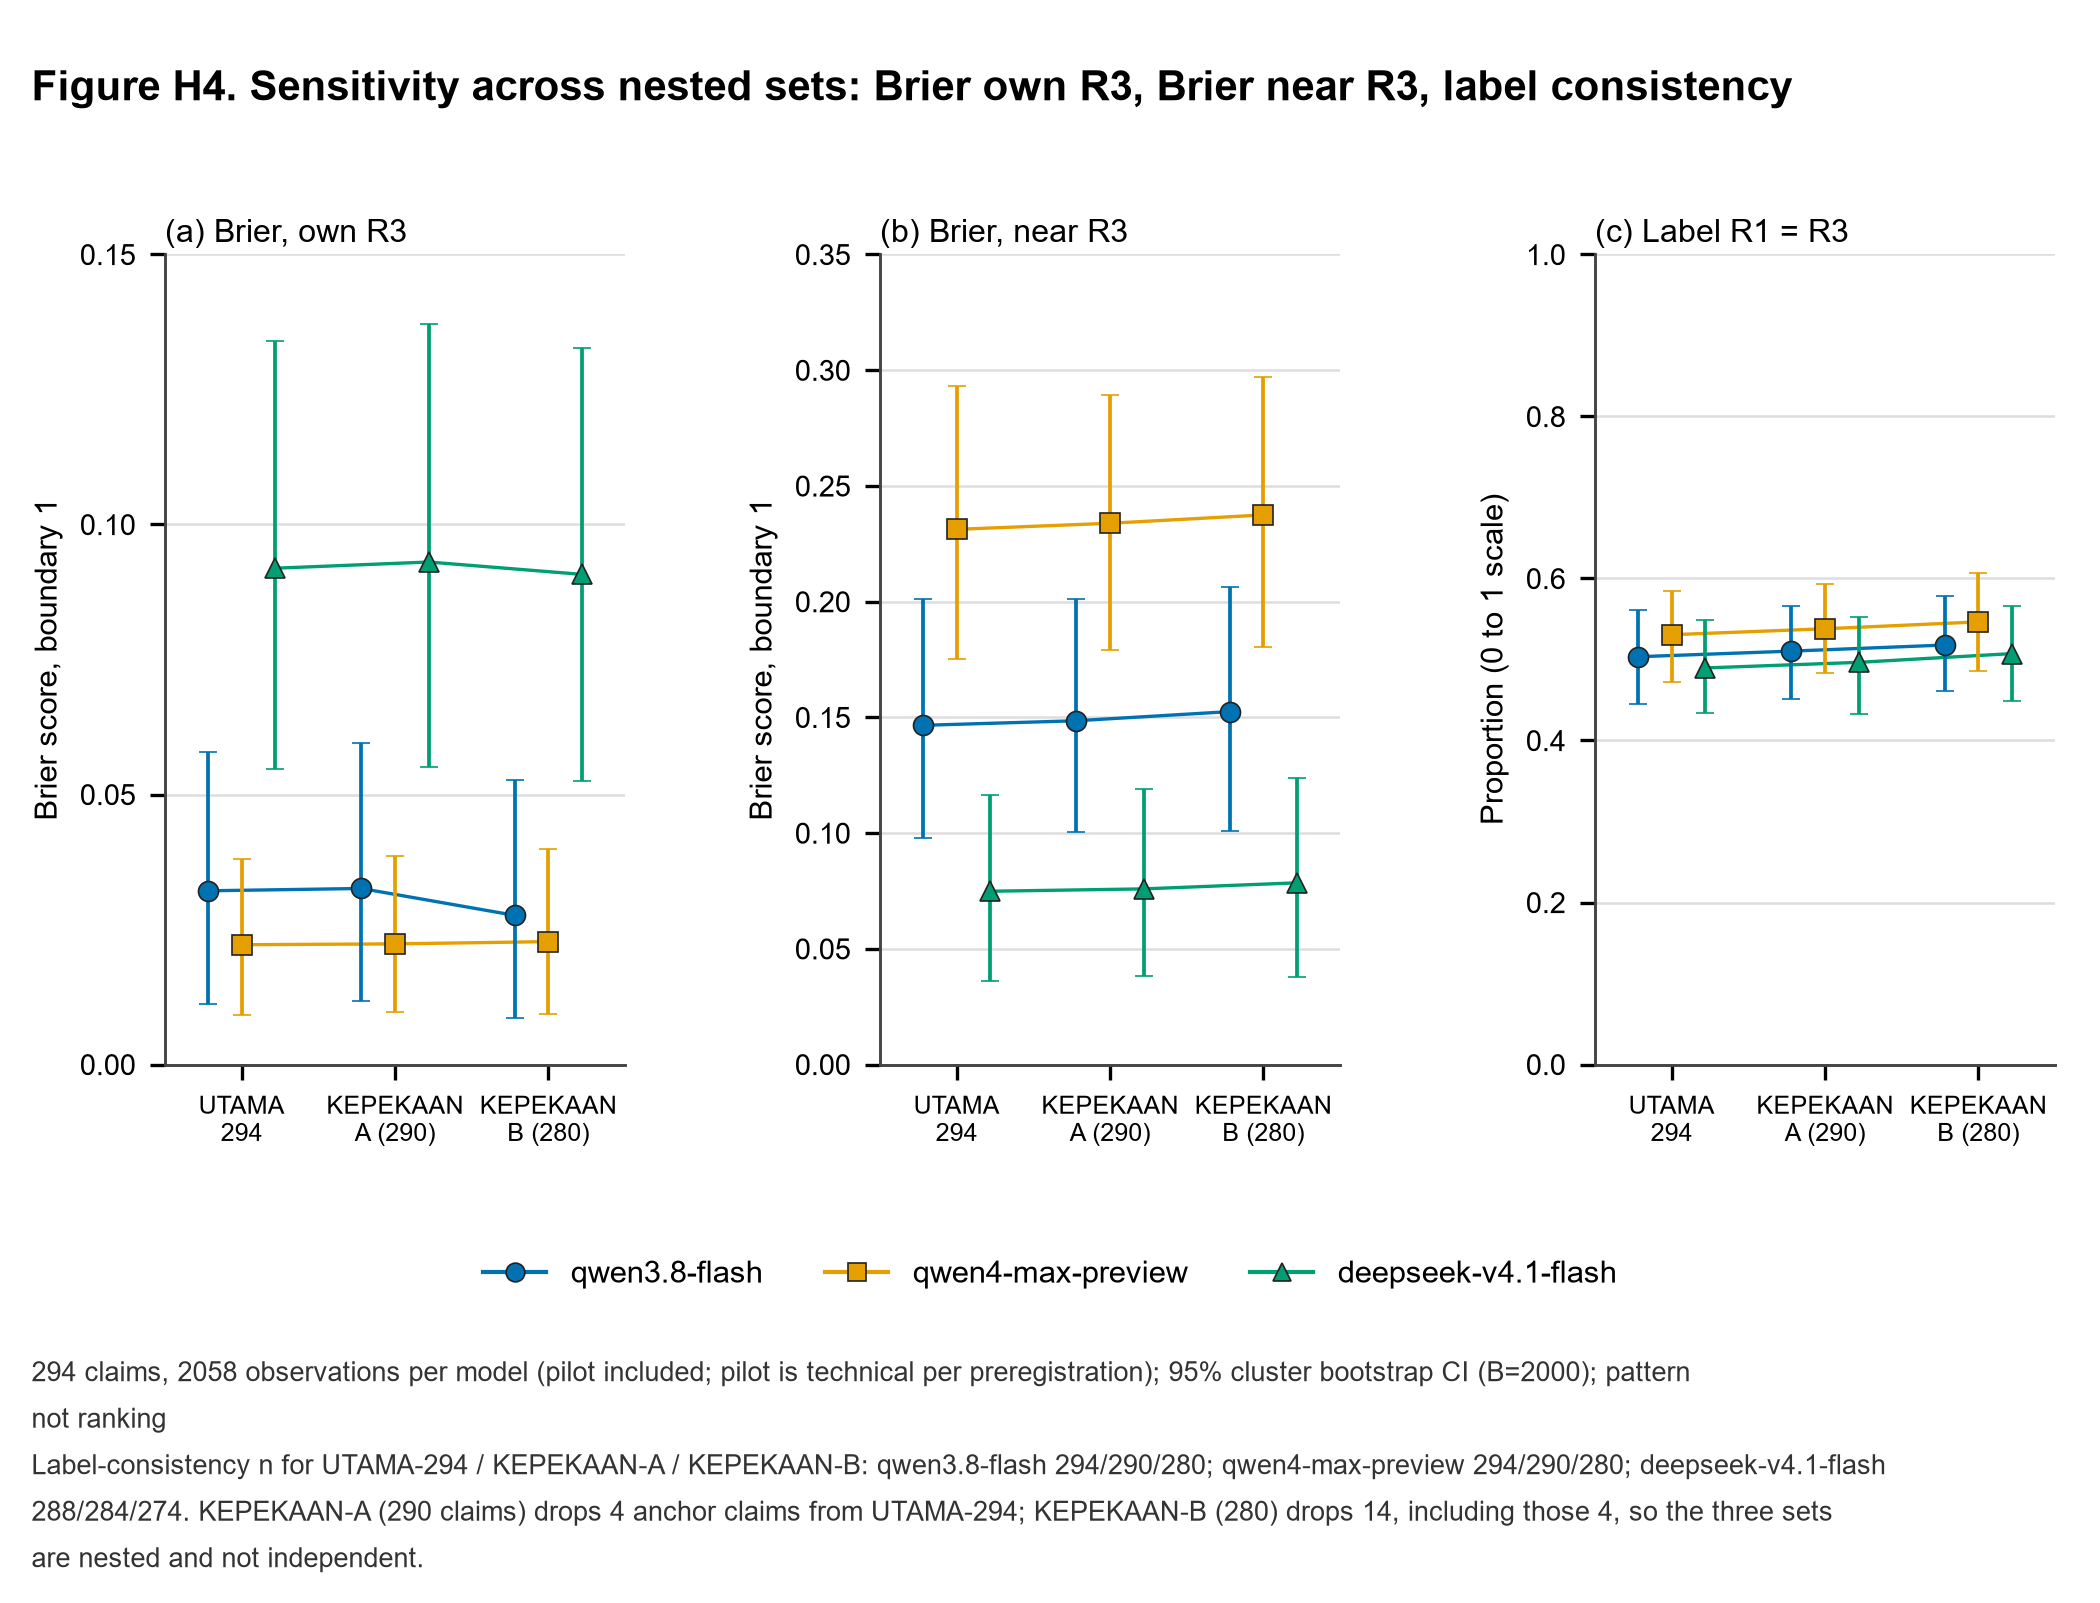 Figure H4. Sensitivity across nested sets: Brier own R3, Brier near R3, label consistency
(a) Brier, own R3
0.15
0.10
0.05
0.00
Brier score, boundary 1
UTAMA
294
KEPEKAAN
A (290)
KEPEKAAN
B (280)
(b) Brier, near R3
0.35
0.30
0.25
0.20
0.15
0.10
0.05
0.00
Brier score, boundary 1
UTAMA
294
KEPEKAAN
A (290)
KEPEKAAN
B (280)
(c) Label R1 = R3
1.0
0.8
0.6
0.4
0.2
0.0
Proportion (0 to 1 scale)
UTAMA
294
KEPEKAAN
A (290)
KEPEKAAN
B (280)
qwen3.8-flash
qwen4-max-preview
deepseek-v4.1-flash
294 claims, 2058 observations per model (pilot included; pilot is technical per preregistration); 95% cluster bootstrap CI (B=2000); pattern
not ranking
Label-consistency n for UTAMA-294 / KEPEKAAN-A / KEPEKAAN-B: qwen3.8-flash 294/290/280; qwen4-max-preview 294/290/280; deepseek-v4.1-flash
288/284/274. KEPEKAAN-A (290 claims) drops 4 anchor claims from UTAMA-294; KEPEKAAN-B (280) drops 14, including those 4, so the three sets
are nested and not independent.